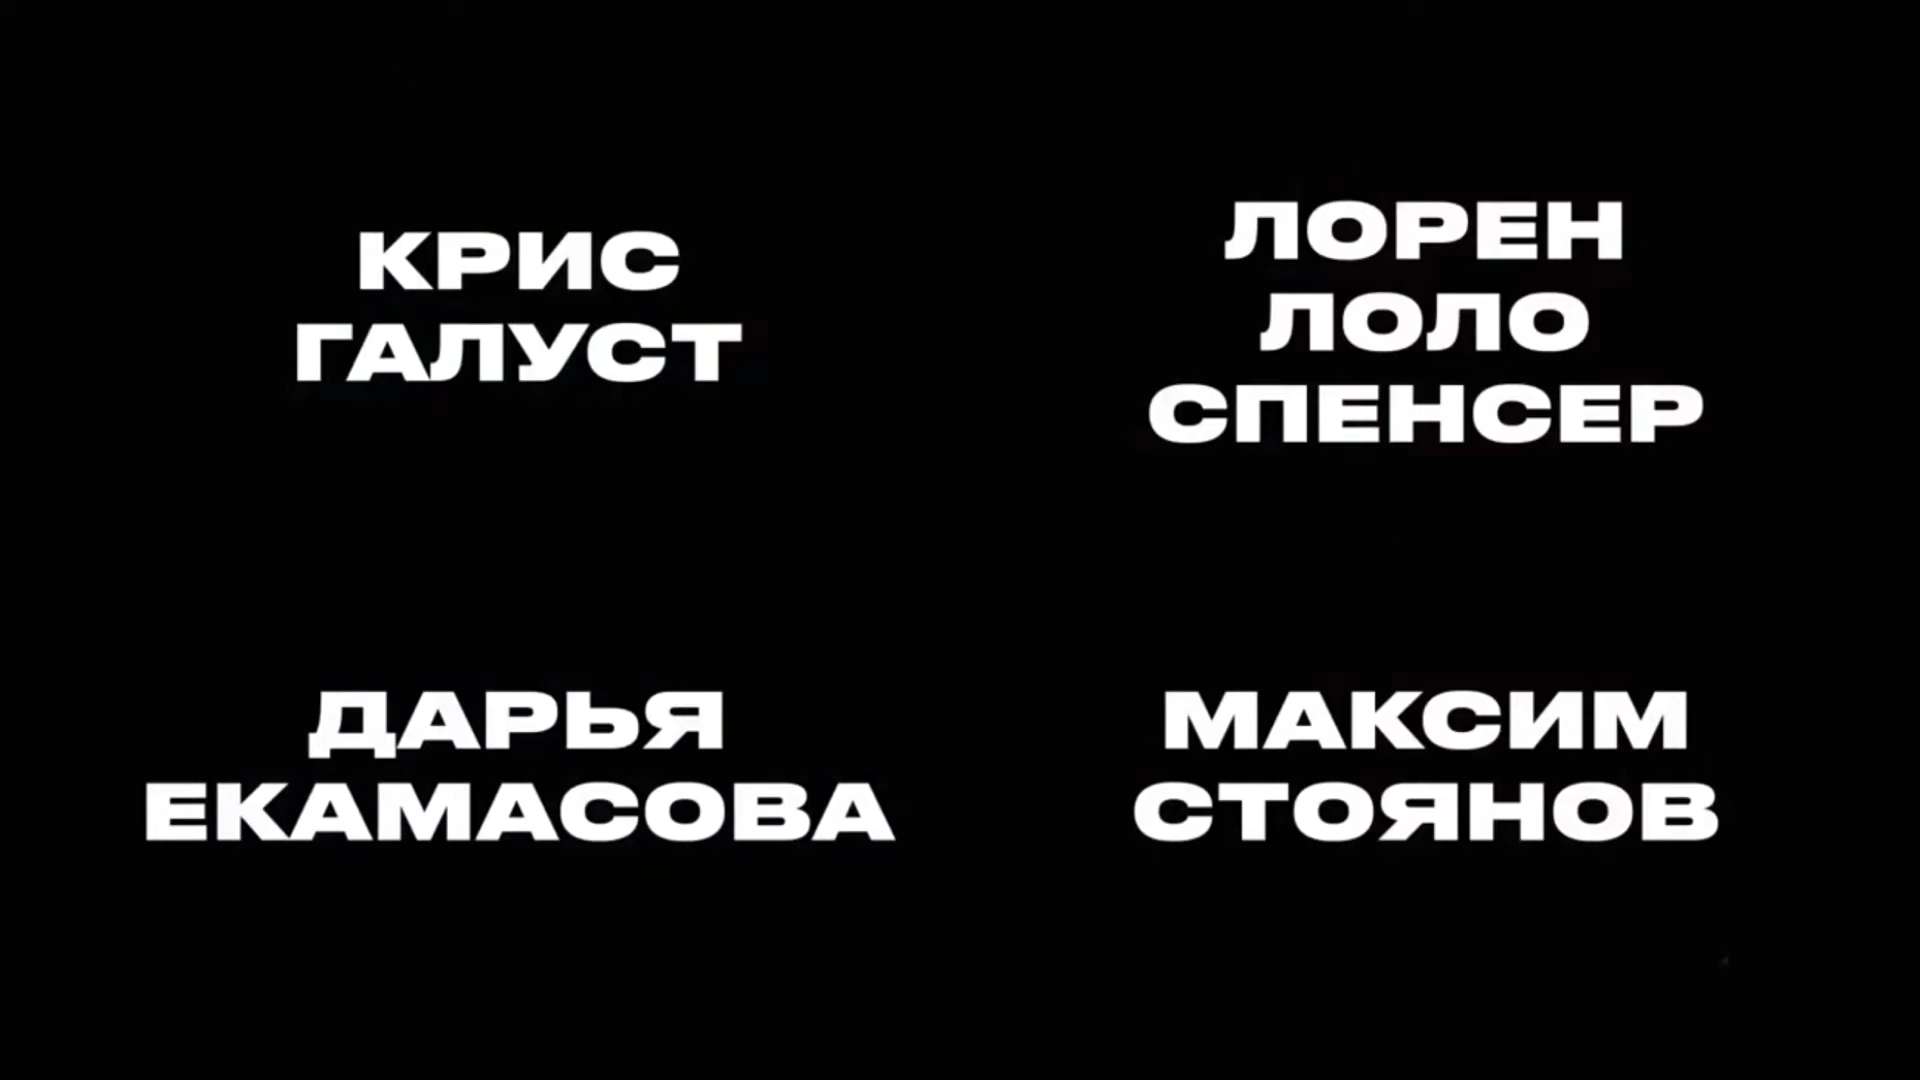 КРИС
ГАЛУСТ
ЛОРЕН
ЛОЛО
СПЕНСЕР
ДАРЬЯ
ЕКАМАСОВА
МАКСИМ
СТОЯНОВ